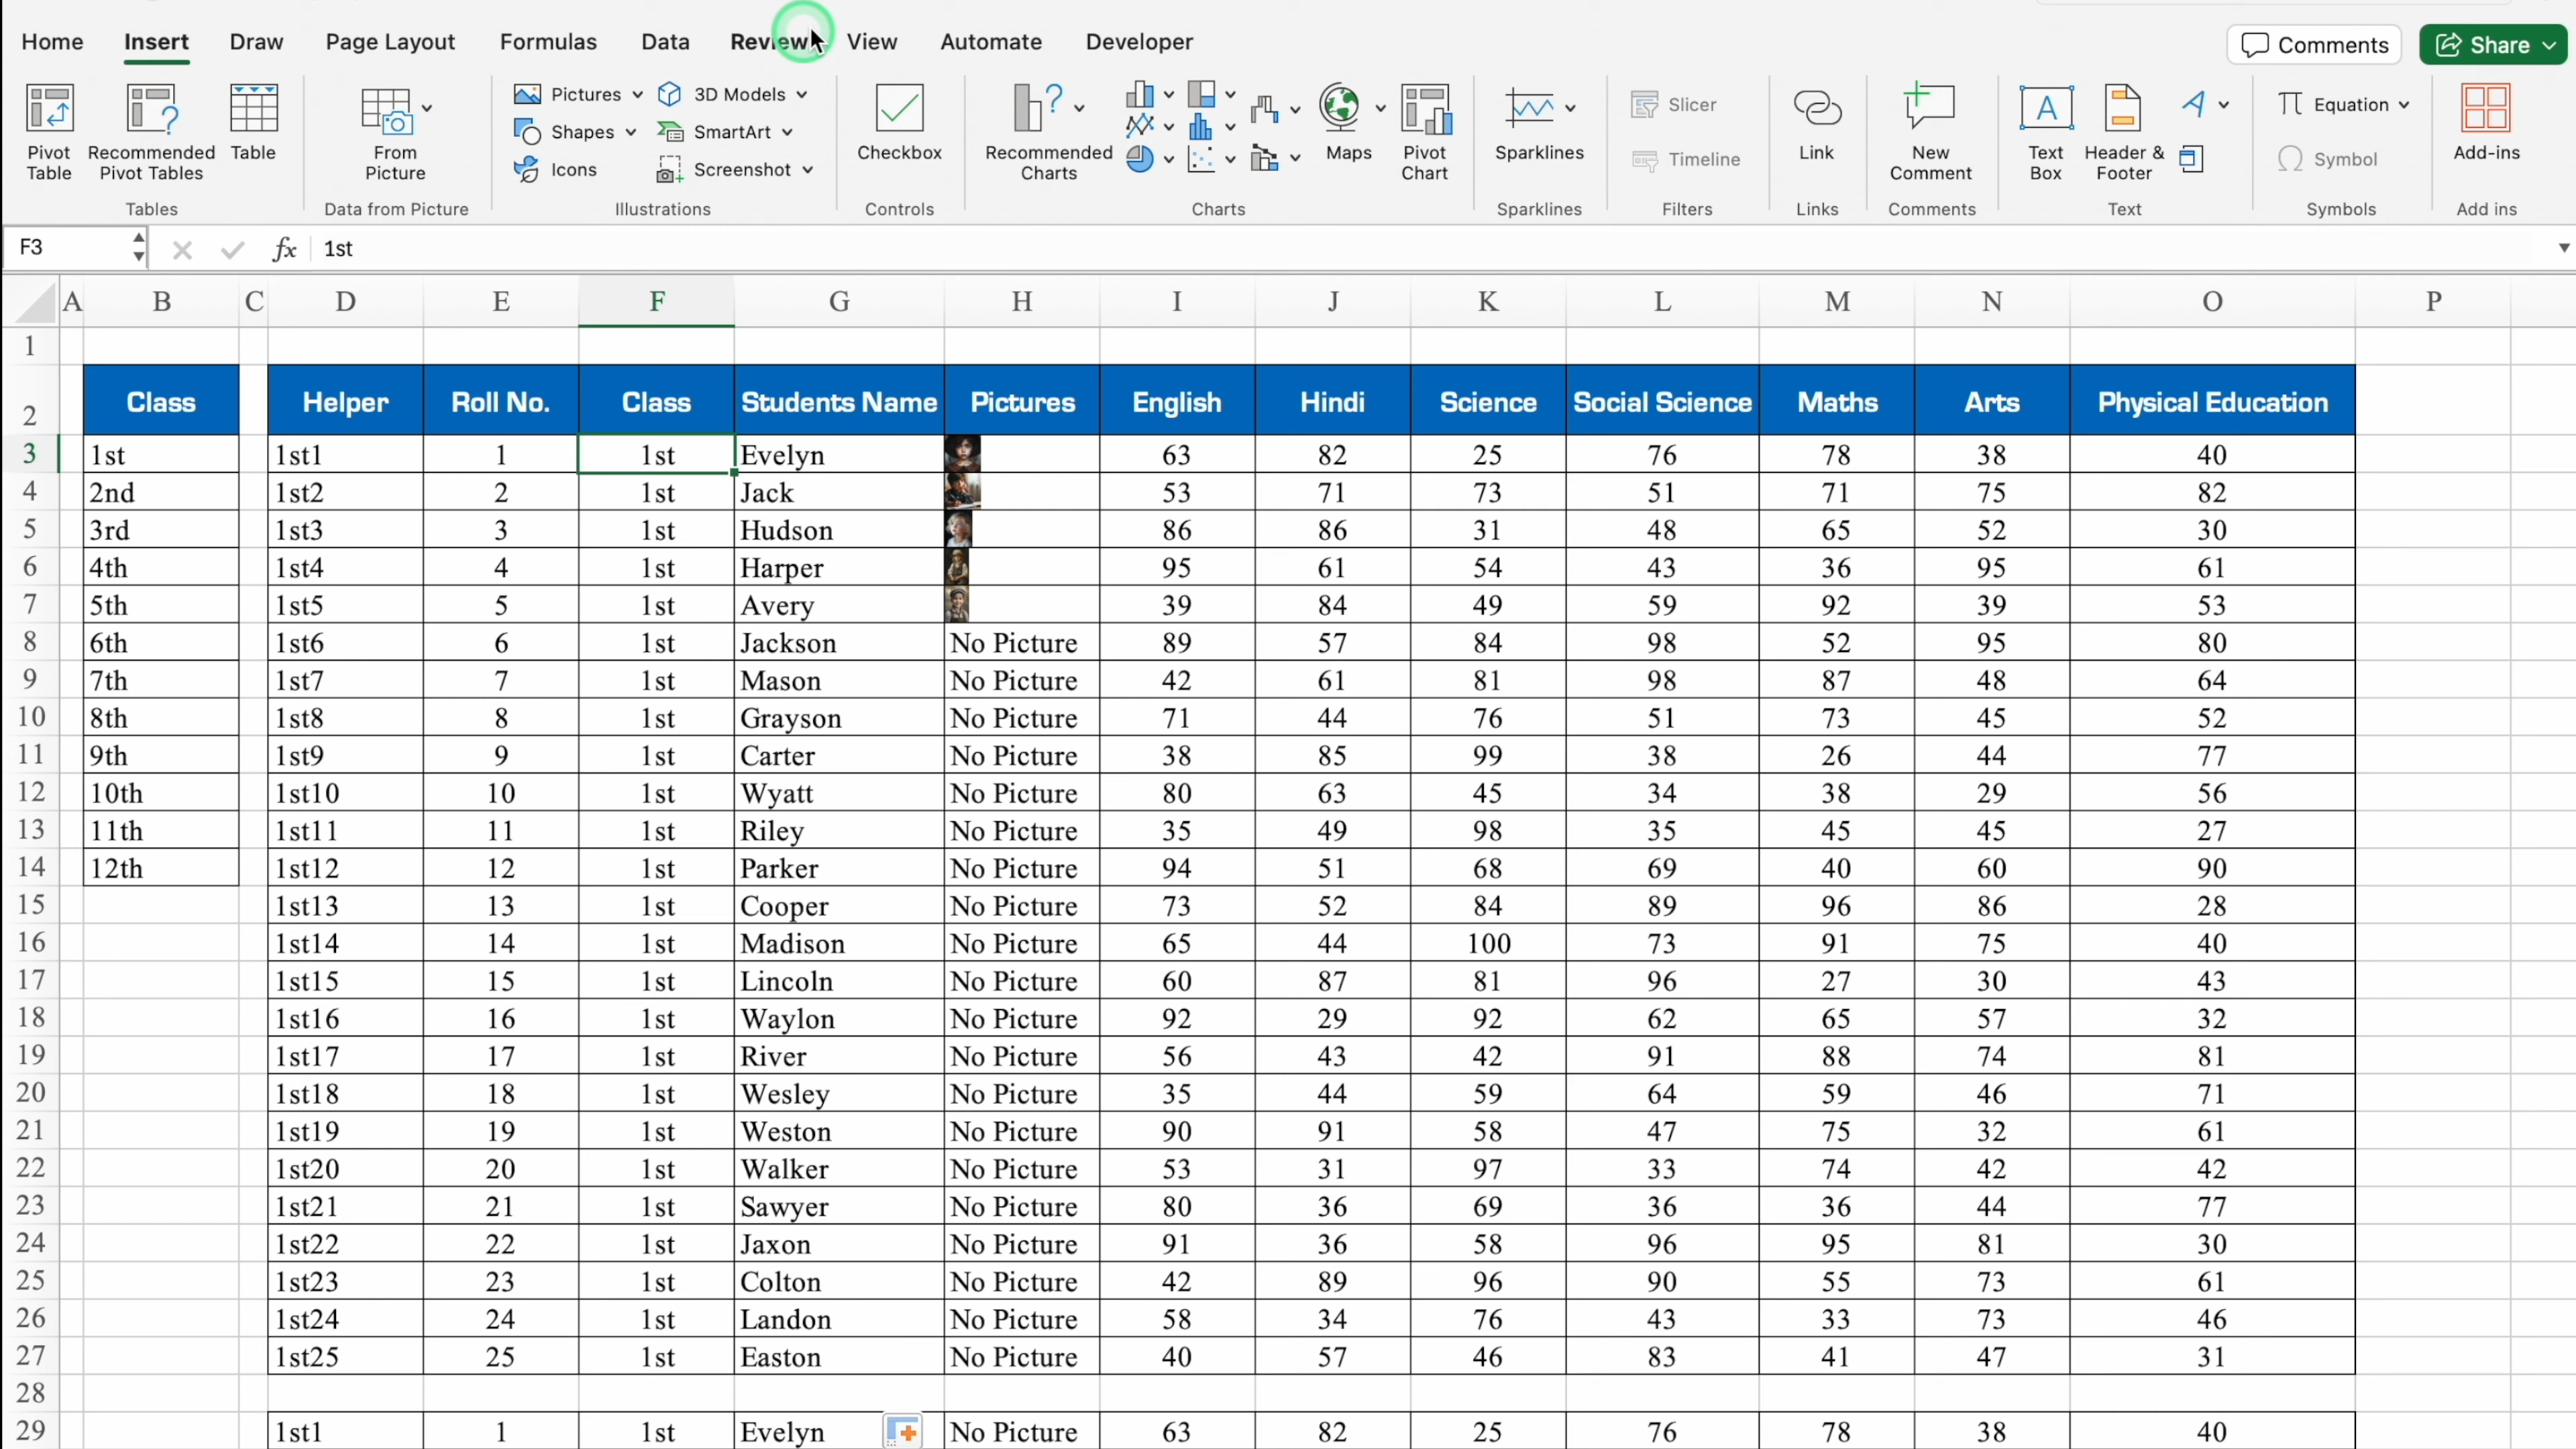 Home Insert Draw Page Layout Formulas Data Review View Automate Developer Comments Share
Pivot Table Recommended Pivot Tables Table From Picture Pictures Shapes Icons 3D Models SmartArt Screenshot Checkbox Recommended Charts Maps Pivot Chart Sparklines Slicer Timeline Link New Comment Text Box Header & Footer Equation Symbol Add-ins
Tables Data from Picture Illustrations Controls Charts Sparklines Filters Links Comments Text Symbols Add ins
F3 fx 1st
A B C D E F G H I J K L M N O P
1
2 Class Helper Roll No. Class Students Name Pictures English Hindi Science Social Science Maths Arts Physical Education
3 1st 1st1 1 1st Evelyn 63 82 25 76 78 38 40
4 2nd 1st2 2 1st Jack 53 71 73 51 71 75 82
5 3rd 1st3 3 1st Hudson 86 86 31 48 65 52 30
6 4th 1st4 4 1st Harper 95 61 54 43 36 95 61
7 5th 1st5 5 1st Avery 39 84 49 59 92 39 53
8 6th 1st6 6 1st Jackson No Picture 89 57 84 98 52 95 80
9 7th 1st7 7 1st Mason No Picture 42 61 81 98 87 48 64
10 8th 1st8 8 1st Grayson No Picture 71 44 76 51 73 45 52
11 9th 1st9 9 1st Carter No Picture 38 85 99 38 26 44 77
12 10th 1st10 10 1st Wyatt No Picture 80 63 45 34 38 29 56
13 11th 1st11 11 1st Riley No Picture 35 49 98 35 45 45 27
14 12th 1st12 12 1st Parker No Picture 94 51 68 69 40 60 90
15 1st13 13 1st Cooper No Picture 73 52 84 89 96 86 28
16 1st14 14 1st Madison No Picture 65 44 100 73 91 75 40
17 1st15 15 1st Lincoln No Picture 60 87 81 96 27 30 43
18 1st16 16 1st Waylon No Picture 92 29 92 62 65 57 32
19 1st17 17 1st River No Picture 56 43 42 91 88 74 81
20 1st18 18 1st Wesley No Picture 35 44 59 64 59 46 71
21 1st19 19 1st Weston No Picture 90 91 58 47 75 32 61
22 1st20 20 1st Walker No Picture 53 31 97 33 74 42 42
23 1st21 21 1st Sawyer No Picture 80 36 69 36 36 44 77
24 1st22 22 1st Jaxon No Picture 91 36 58 96 95 81 30
25 1st23 23 1st Colton No Picture 42 89 96 90 55 73 61
26 1st24 24 1st Landon No Picture 58 34 76 43 33 73 46
27 1st25 25 1st Easton No Picture 40 57 46 83 41 47 31
28
29 1st1 1 1st Evelyn No Picture 63 82 25 76 78 38 40